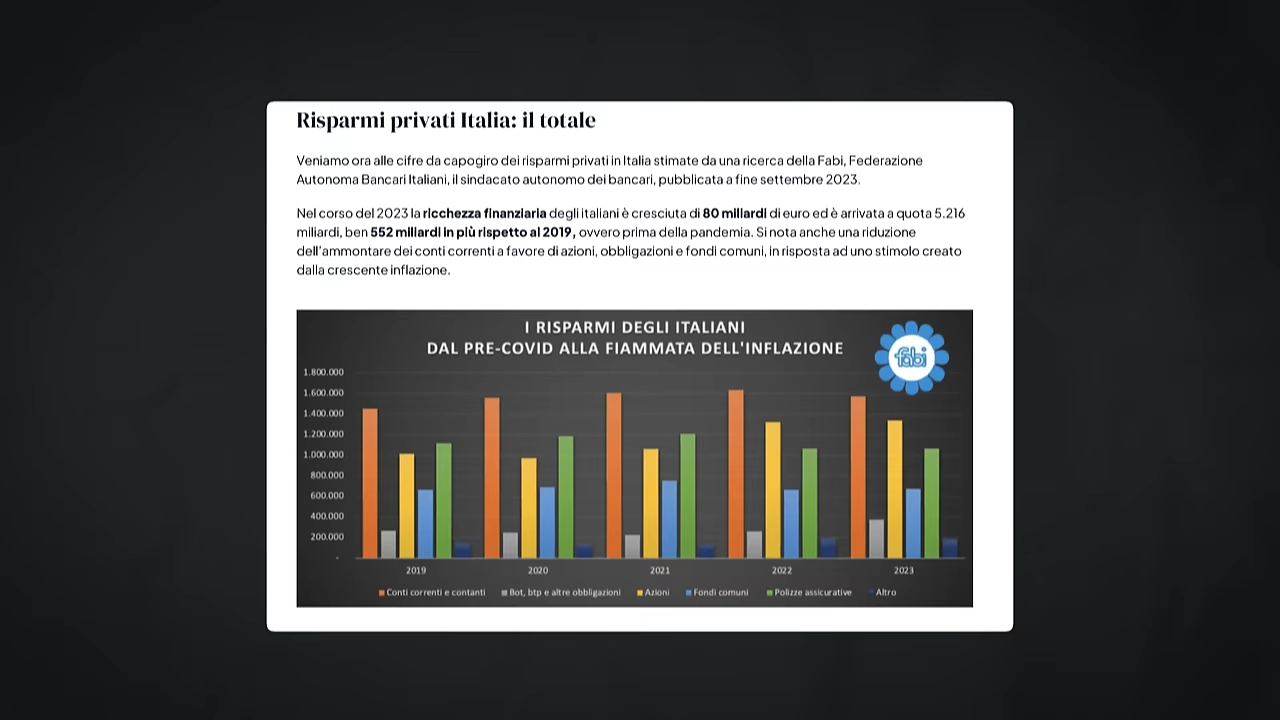 Risparmi privati Italia: il totale
Veniamo ora alle cifre da capogiro dei risparmi privati in Italia stimate da una ricerca della Fabi, Federazione
Autonoma Bancari Italiani, il sindacato autonomo dei bancari, pubblicata a fine settembre 2023.
Nel corso del 2023 la ricchezza finanziaria degli italiani è cresciuta di 80 miliardi di euro ed è arrivata a quota 5.216
miliardi, ben 552 miliardi in più rispetto al 2019, ovvero prima della pandemia. Si nota anche una riduzione
dell'ammontare dei conti correnti a favore di azioni, obbligazioni e fondi comuni, in risposta ad uno stimolo creato
dalla crescente inflazione.
I RISPARMI DEGLI ITALIANI
DAL PRE-COVID ALLA FIAMMATA DELL'INFLAZIONE
fabi
1.800.000
1.600.000
1.400.000
1.200.000
1.000.000
800.000
600.000
400.000
200.000
-
2019 2020 2021 2022 2023
Conti correnti e contanti Bot, btp e altre obbligazioni Azioni Fondi comuni Polizze assicurative Altro